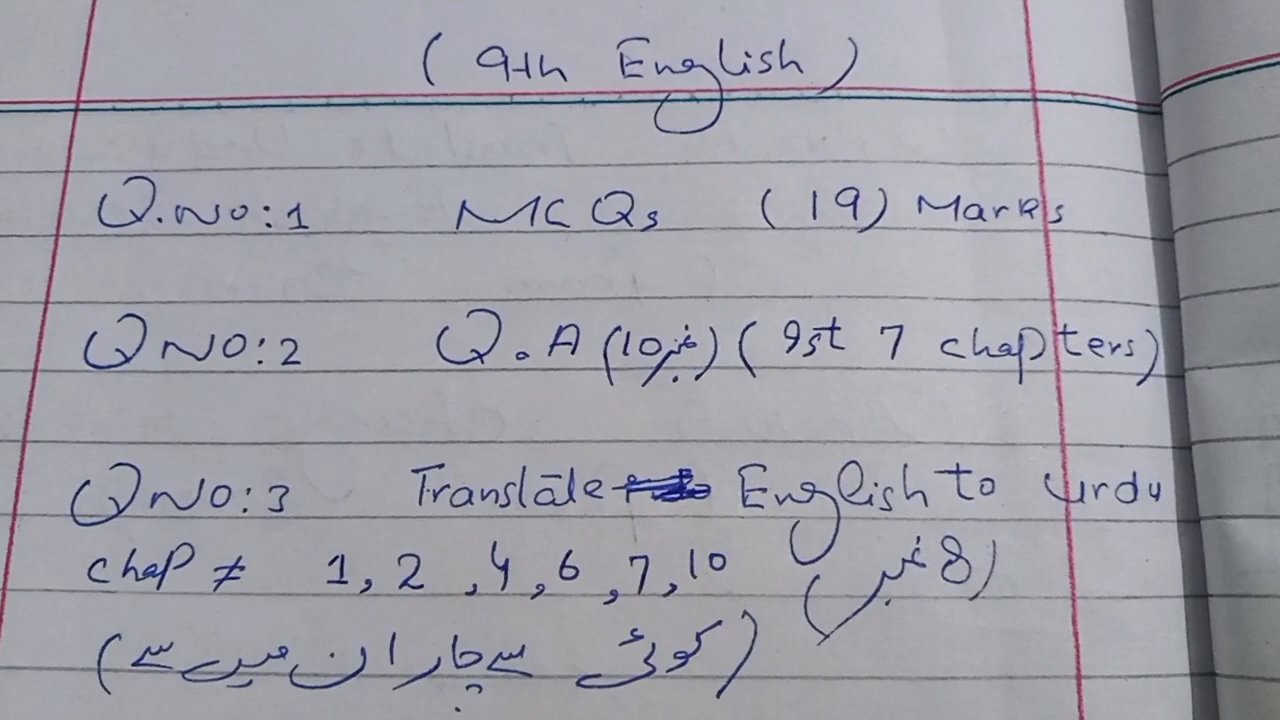 (9th English)
Q.No:1 MCQs (19) Marks
Q NO:2 Q.A (10 نمبر) (9st 7 chapters)
Q NO:3 Translate English to urdu
chap ≠ 1, 2, 4, 6, 7, 10 (8 نمبر)
(کوئی سے چار ان میں سے)